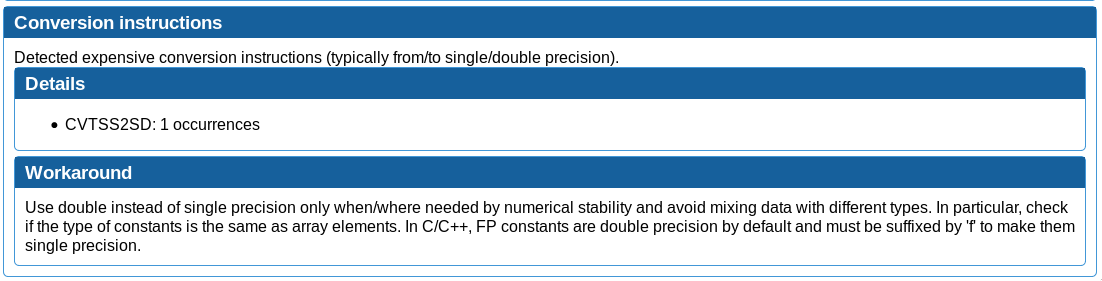 Conversion instructions
Detected expensive conversion instructions (typically from/to single/double precision).
Details
• CVTSS2SD: 1 occurrences
Workaround
Use double instead of single precision only when/where needed by numerical stability and avoid mixing data with different types. In particular, check
if the type of constants is the same as array elements. In C/C++, FP constants are double precision by default and must be suffixed by 'f' to make them
single precision.